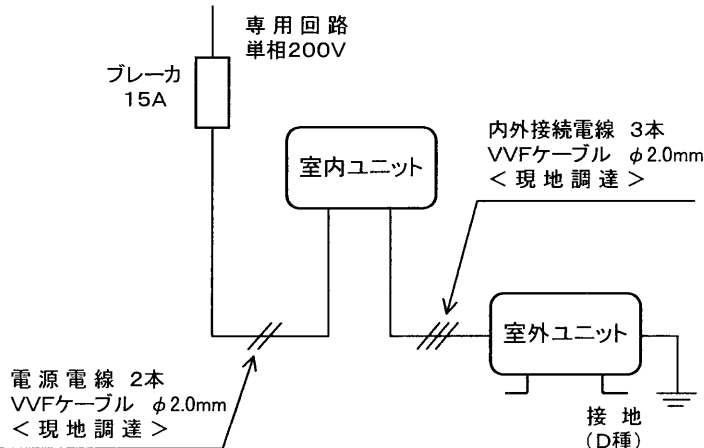 専用回路
単相200V
ブレーカ
15A
室内ユニット
内外接続電線 3本
VVFケーブル φ2.0mm
<現地調達>
室外ユニット
電源電線 2本
VVFケーブル φ2.0mm
<現地調達>
接地
(D種)